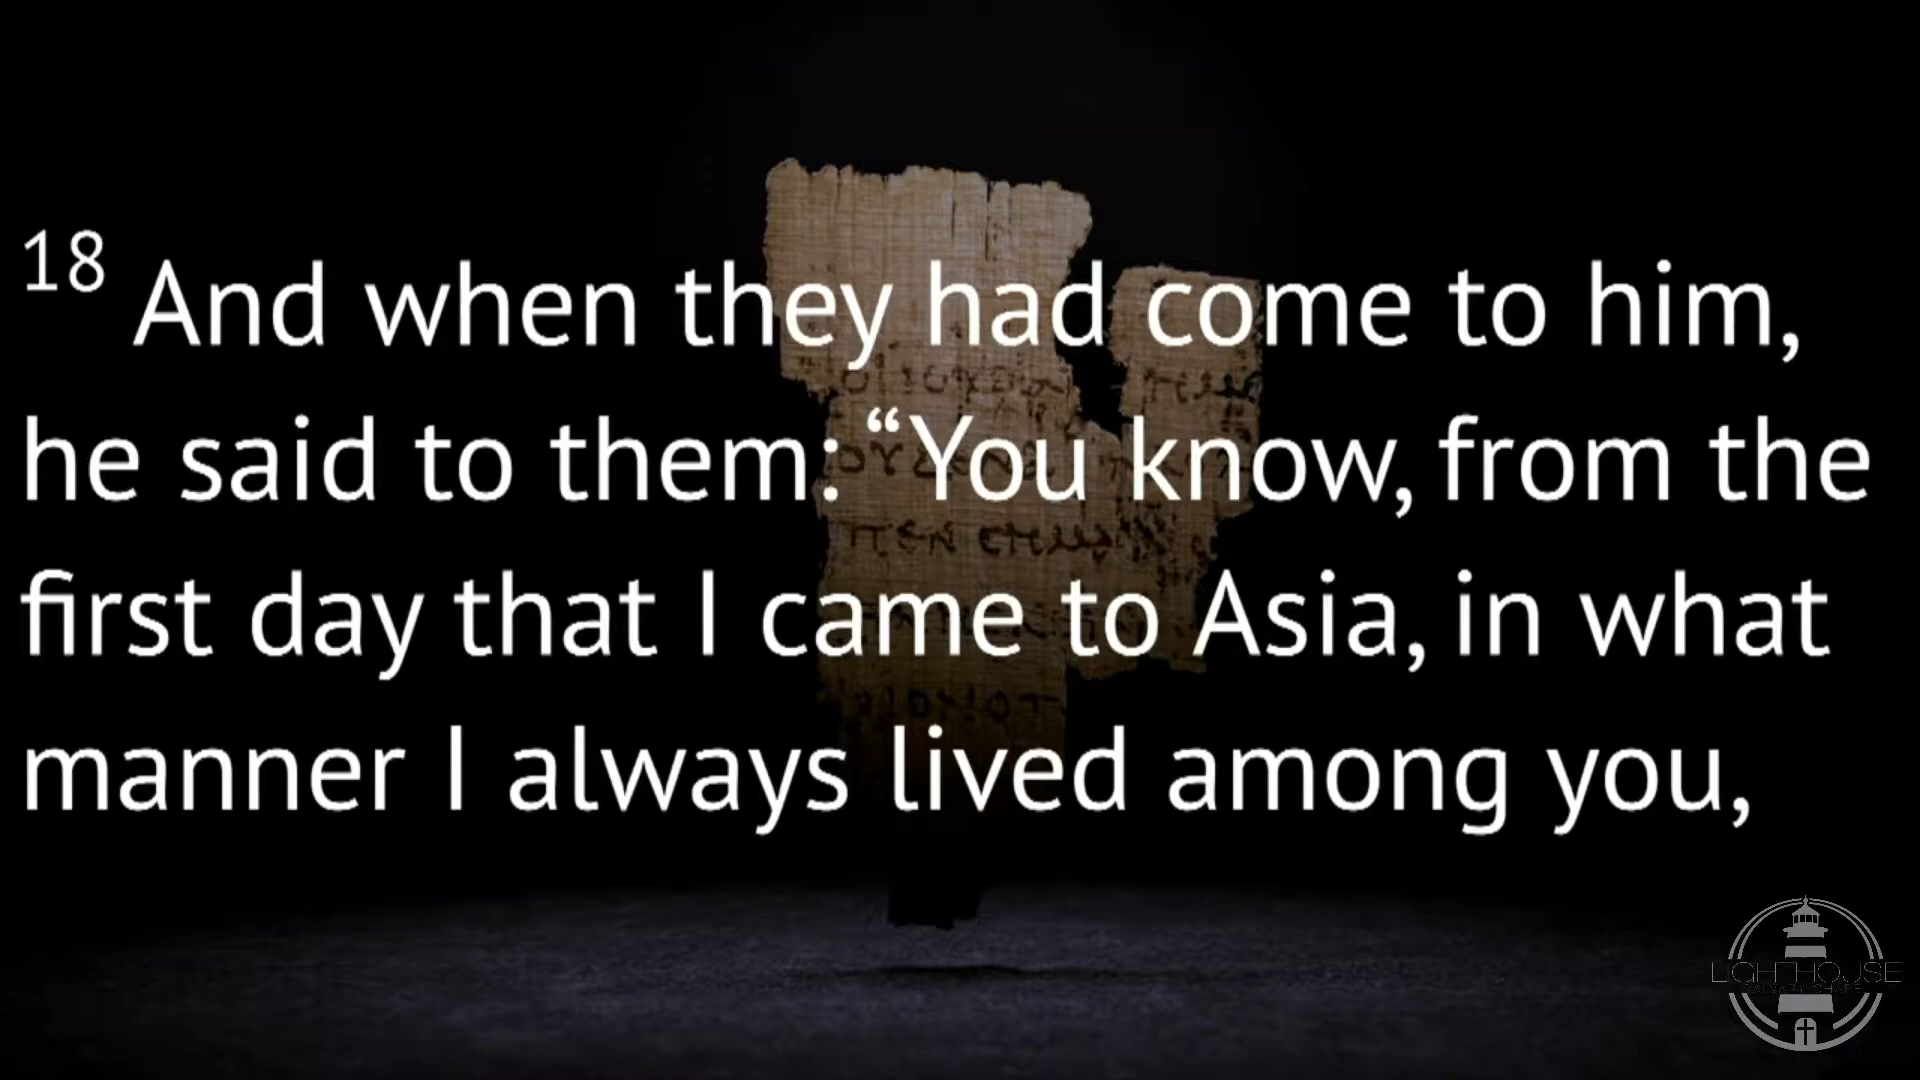 18 And when they had come to him,
he said to them: “You know, from the
first day that I came to Asia, in what
manner I always lived among you,
LIGHTHOUSE